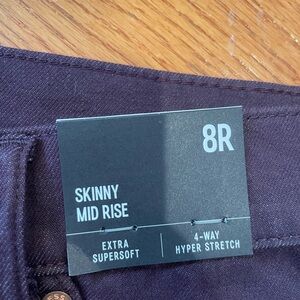 8R
SKINNY
MID RISE
EXTRA
SUPERSOFT
4-WAY
HYPER STRETCH